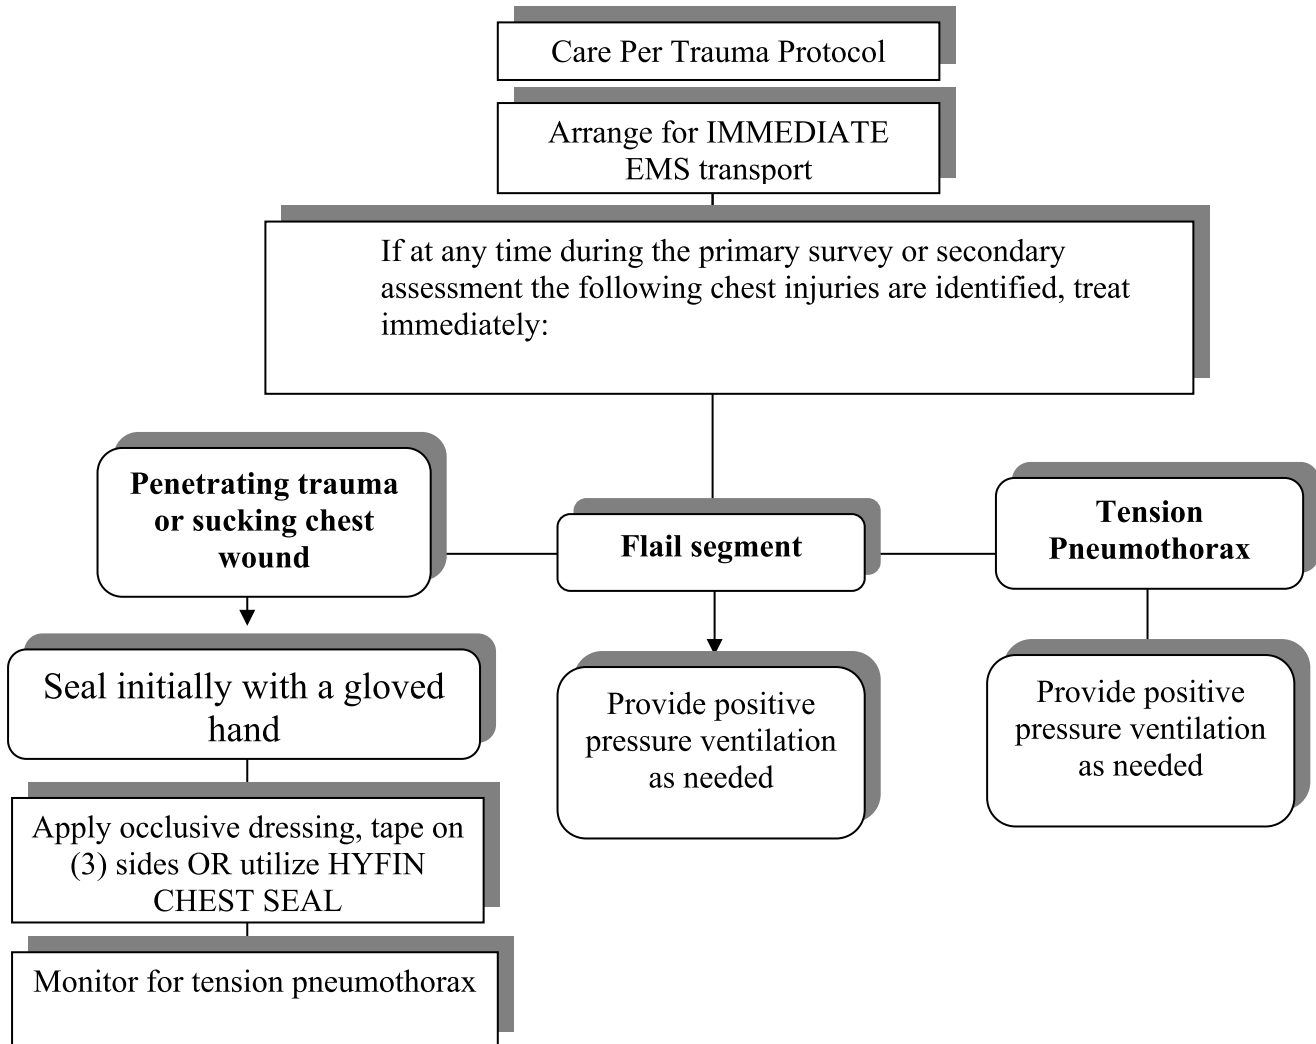 Care Per Trauma Protocol
Arrange for IMMEDIATE
EMS transport
If at any time during the primary survey or secondary
assessment the following chest injuries are identified, treat
immediately:
Penetrating trauma
or sucking chest
wound
Flail segment
Tension
Pneumothorax
Seal initially with a gloved
hand
Provide positive
pressure ventilation
as needed
Provide positive
pressure ventilation
as needed
Apply occlusive dressing, tape on
(3) sides OR utilize HYFIN
CHEST SEAL
Monitor for tension pneumothorax